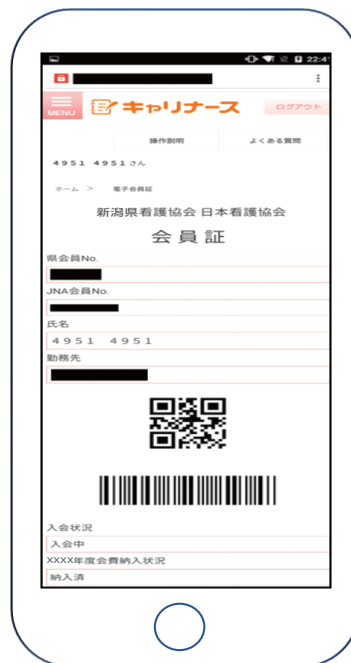 22:41
MENU
キャリナース
ログアウト
操作説明
よくある質問
4951 4951さん
ホーム > 電子会員証
新潟県看護協会 日本看護協会
会員証
県会員No.
JNA会員No.
氏名
4951 4951
勤務先
入会状況
入会中
XXXX年度会費納入状況
納入済